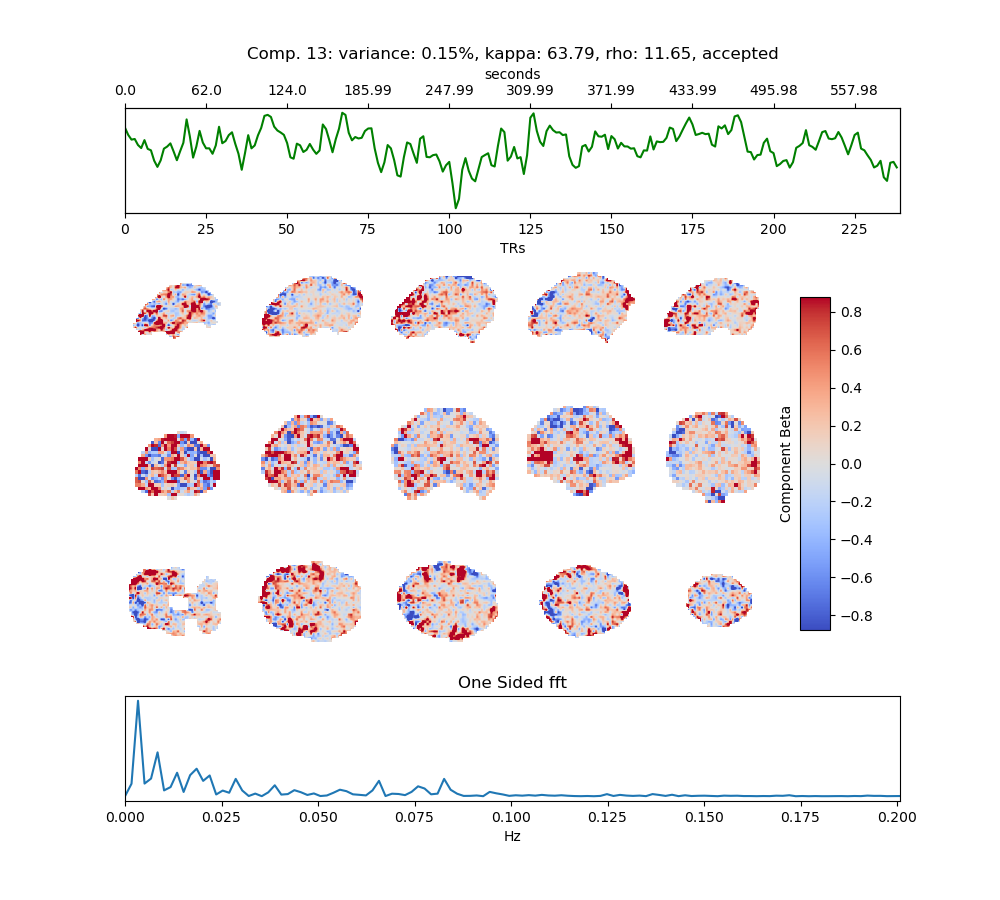 Comp. 13: variance: 0.15%, kappa: 63.79, rho: 11.65, accepted
seconds
0.0 62.0 124.0 185.99 247.99 309.99 371.99 433.99 495.98 557.98
0 25 50 75 100 125 150 175 200 225
TRs
0.8
0.6
0.4
0.2
0.0
−0.2
−0.4
−0.6
−0.8
Component Beta
One Sided fft
0.000 0.025 0.050 0.075 0.100 0.125 0.150 0.175 0.200
Hz